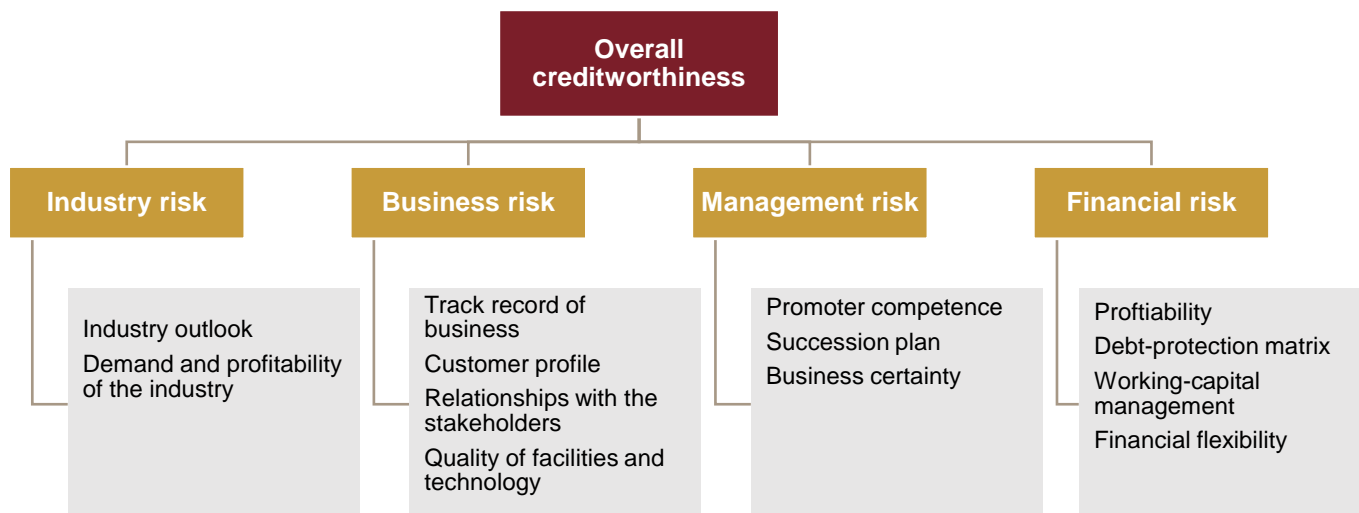 Overall
creditworthiness
Industry risk
Business risk
Management risk
Financial risk
Industry outlook
Demand and profitability
of the industry
Track record of
business
Customer profile
Relationships with the
stakeholders
Quality of facilities and
technology
Promoter competence
Succession plan
Business certainty
Proftiability
Debt-protection matrix
Working-capital
management
Financial flexibility